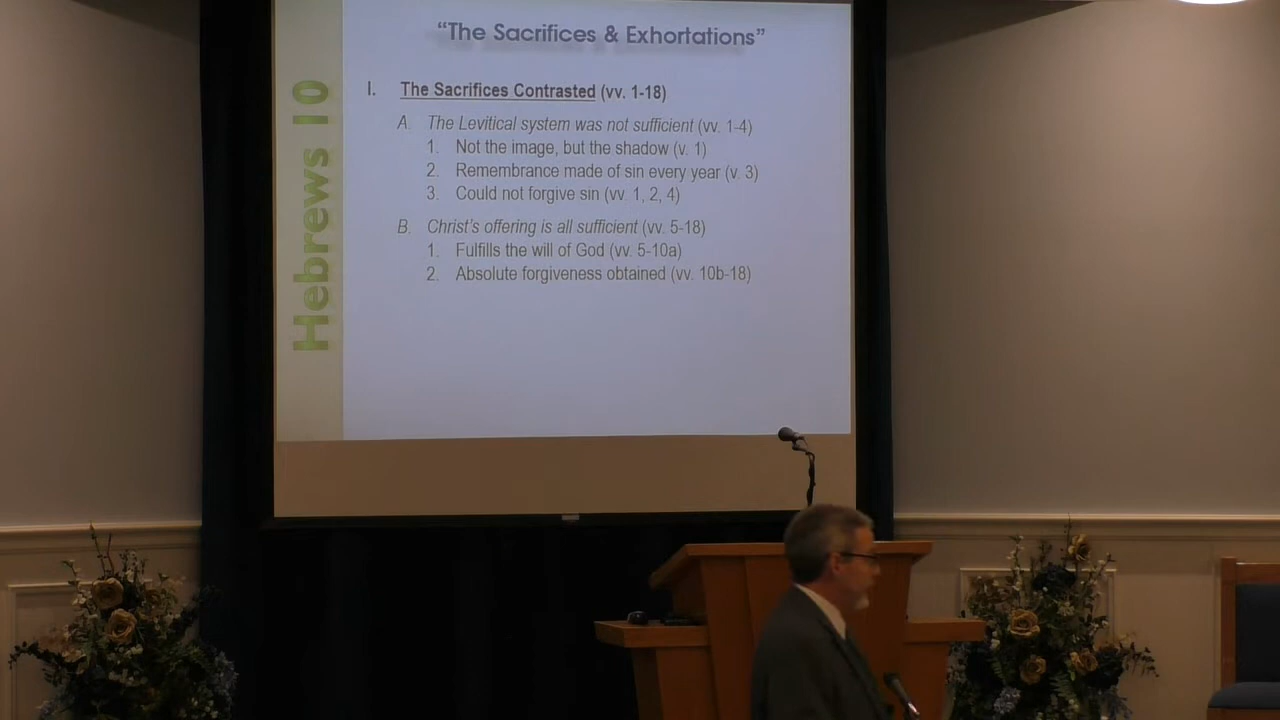 “The Sacrifices & Exhortations”
Hebrews 10
I. The Sacrifices Contrasted (vv. 1-18)
A. The Levitical system was not sufficient (vv. 1-4)
1. Not the image, but the shadow (v. 1)
2. Remembrance made of sin every year (v. 3)
3. Could not forgive sin (vv. 1, 2, 4)
B. Christ’s offering is all sufficient (vv. 5-18)
1. Fulfills the will of God (vv. 5-10a)
2. Absolute forgiveness obtained (vv. 10b-18)